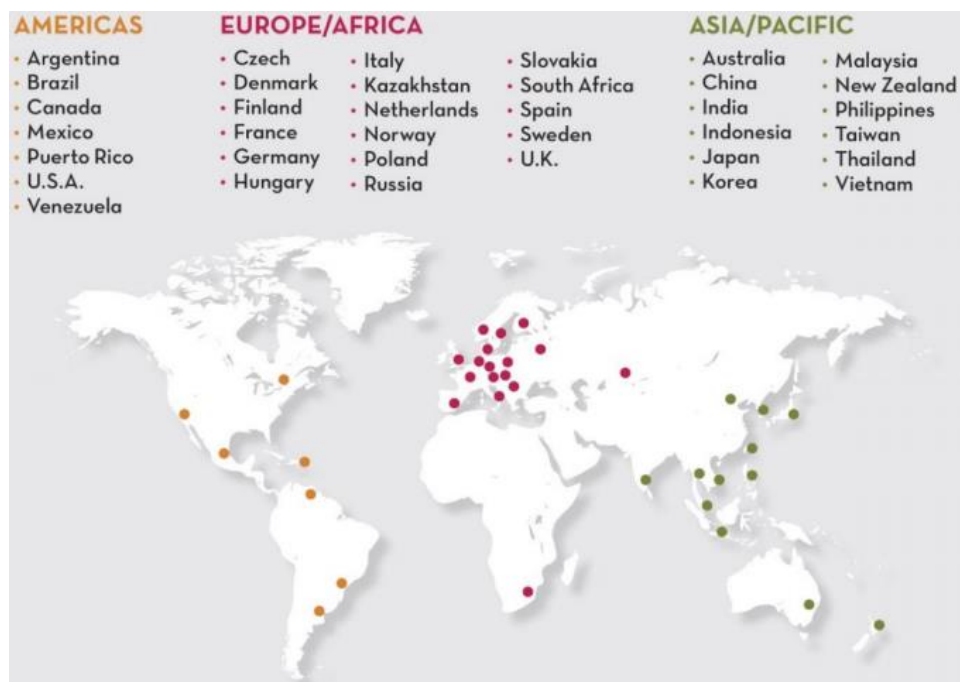 AMERICAS
• Argentina
• Brazil
• Canada
• Mexico
• Puerto Rico
• U.S.A.
• Venezuela
EUROPE/AFRICA
• Czech
• Denmark
• Finland
• France
• Germany
• Hungary
• Italy
• Kazakhstan
• Netherlands
• Norway
• Poland
• Russia
• Slovakia
• South Africa
• Spain
• Sweden
• U.K.
ASIA/PACIFIC
• Australia
• China
• India
• Indonesia
• Japan
• Korea
• Malaysia
• New Zealand
• Philippines
• Taiwan
• Thailand
• Vietnam